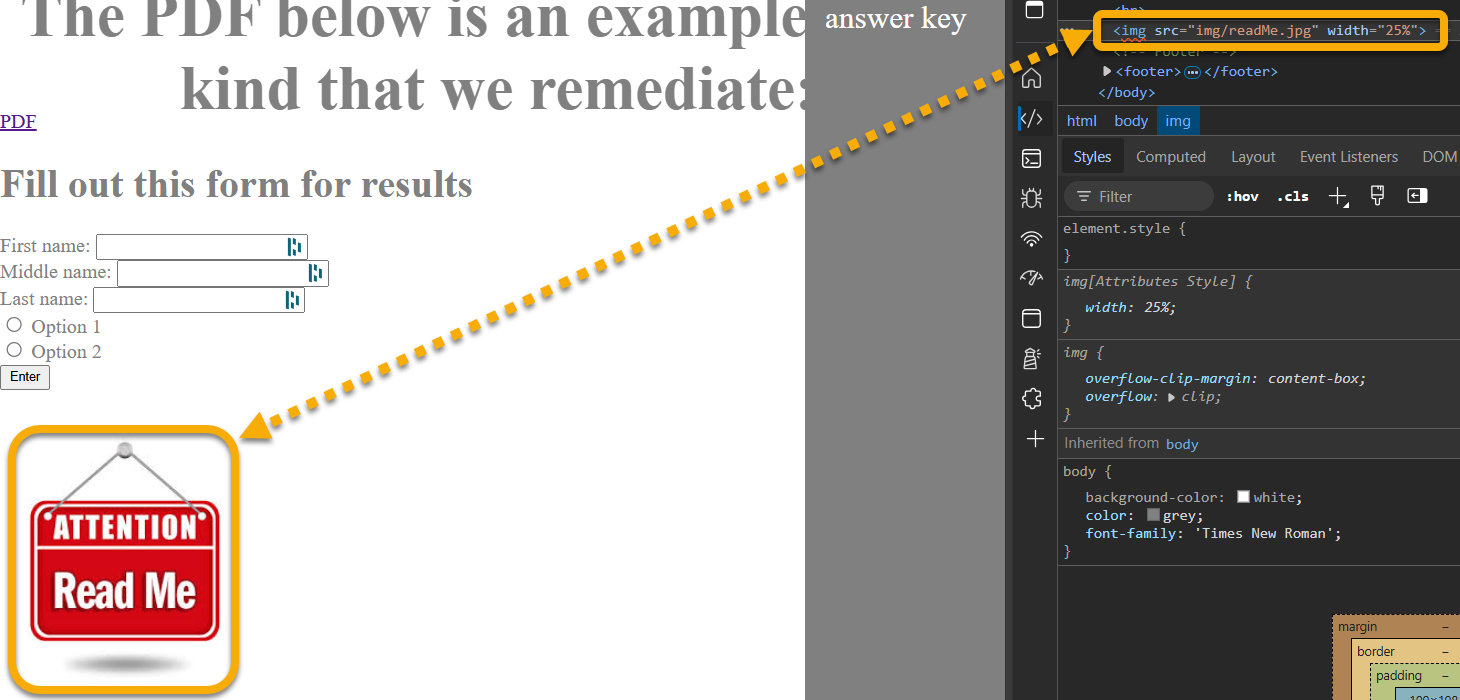 The PDF below is an example
kind that we remediate:
PDF
Fill out this form for results
First name:
Middle name:
Last name:
Option 1
Option 2
Enter
ATTENTION
Read Me
answer key
<img src="img/readMe.jpg" width="25%">
<!-- Footer -->
▶<footer>…</footer>
</body>
html body img
Styles Computed Layout Event Listeners DOM
Filter :hov .cls
element.style {
}
img[Attributes Style] {
width: 25%;
}
img {
overflow-clip-margin: content-box;
overflow: ▶ clip;
}
Inherited from body
body {
background-color: white;
color: grey;
font-family: 'Times New Roman';
}
margin –
border –
padding –